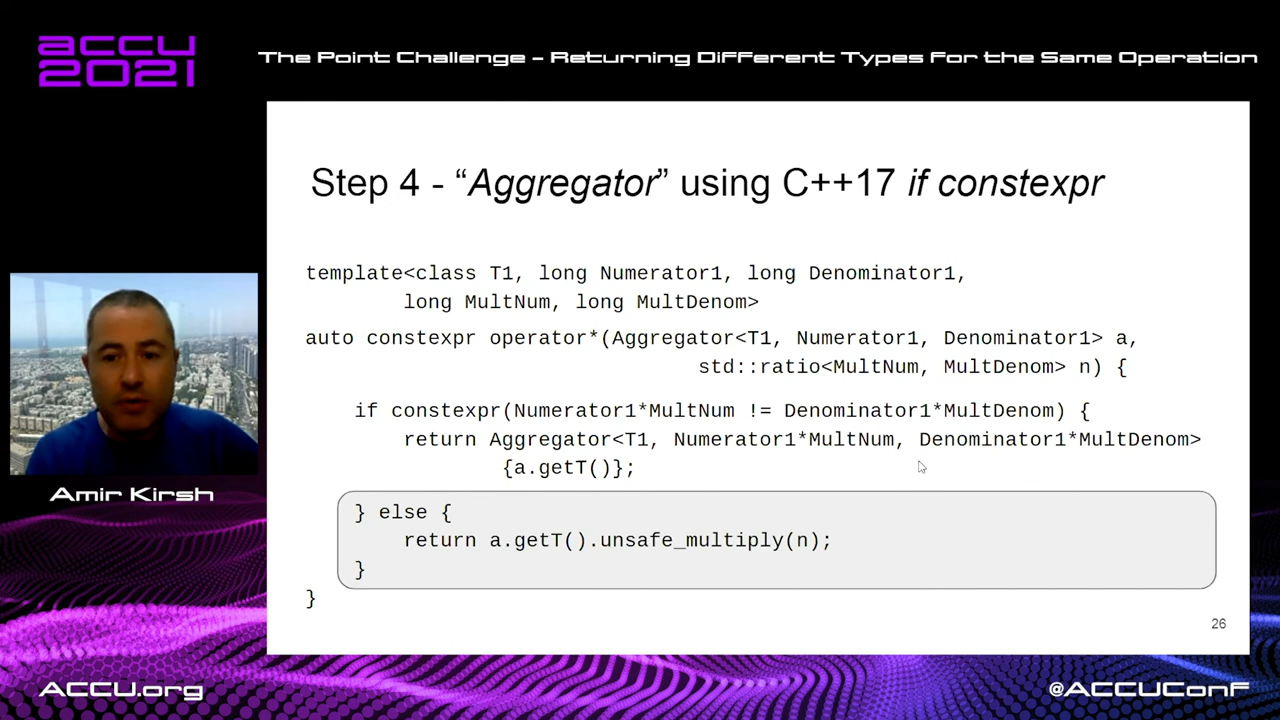 accu
2021
The Point Challenge – Returning Different Types for the Same Operation
Step 4 - “Aggregator” using C++17 if constexpr
template<class T1, long Numerator1, long Denominator1,
long MultNum, long MultDenom>
auto constexpr operator*(Aggregator<T1, Numerator1, Denominator1> a,
std::ratio<MultNum, MultDenom> n) {
if constexpr(Numerator1*MultNum != Denominator1*MultDenom) {
return Aggregator<T1, Numerator1*MultNum, Denominator1*MultDenom>
{a.getT()};
} else {
return a.getT().unsafe_multiply(n);
}
}
26
Amir Kirsh
ACCU.org
@ACCUConf